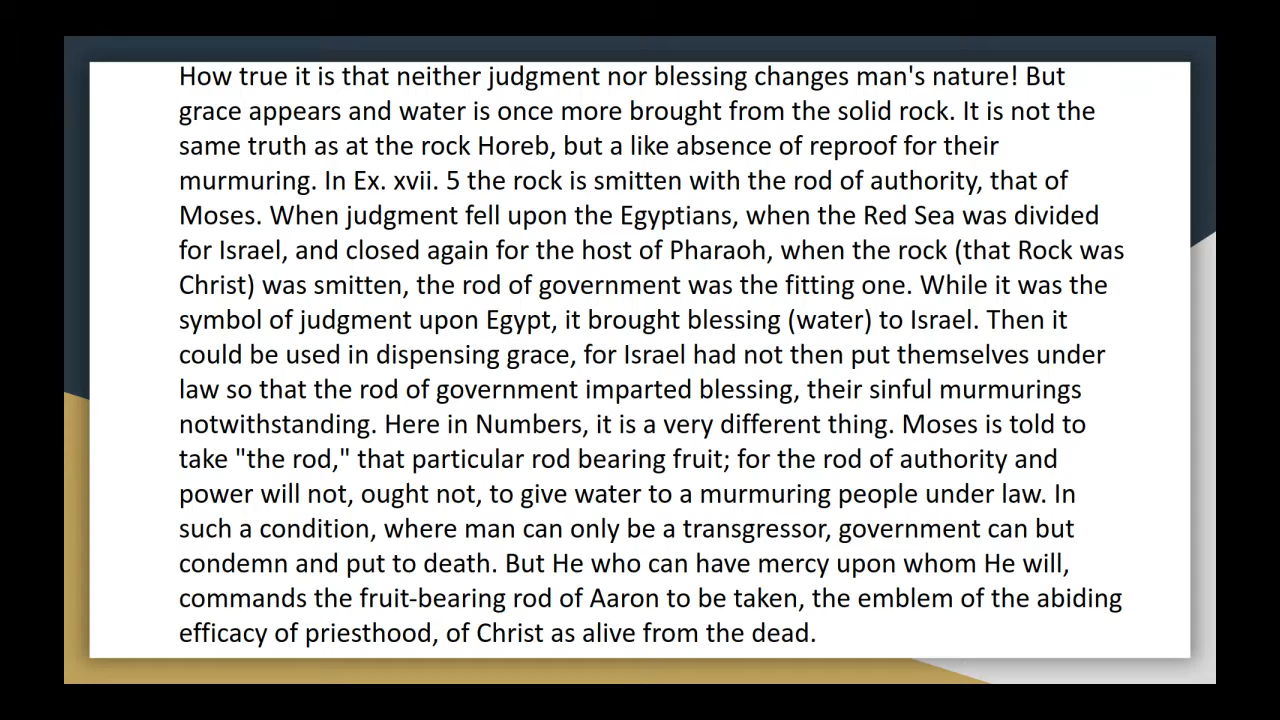 How true it is that neither judgment nor blessing changes man's nature! But
grace appears and water is once more brought from the solid rock. It is not the
same truth as at the rock Horeb, but a like absence of reproof for their
murmuring. In Ex. xvii. 5 the rock is smitten with the rod of authority, that of
Moses. When judgment fell upon the Egyptians, when the Red Sea was divided
for Israel, and closed again for the host of Pharaoh, when the rock (that Rock was
Christ) was smitten, the rod of government was the fitting one. While it was the
symbol of judgment upon Egypt, it brought blessing (water) to Israel. Then it
could be used in dispensing grace, for Israel had not then put themselves under
law so that the rod of government imparted blessing, their sinful murmurings
notwithstanding. Here in Numbers, it is a very different thing. Moses is told to
take "the rod," that particular rod bearing fruit; for the rod of authority and
power will not, ought not, to give water to a murmuring people under law. In
such a condition, where man can only be a transgressor, government can but
condemn and put to death. But He who can have mercy upon whom He will,
commands the fruit-bearing rod of Aaron to be taken, the emblem of the abiding
efficacy of priesthood, of Christ as alive from the dead.